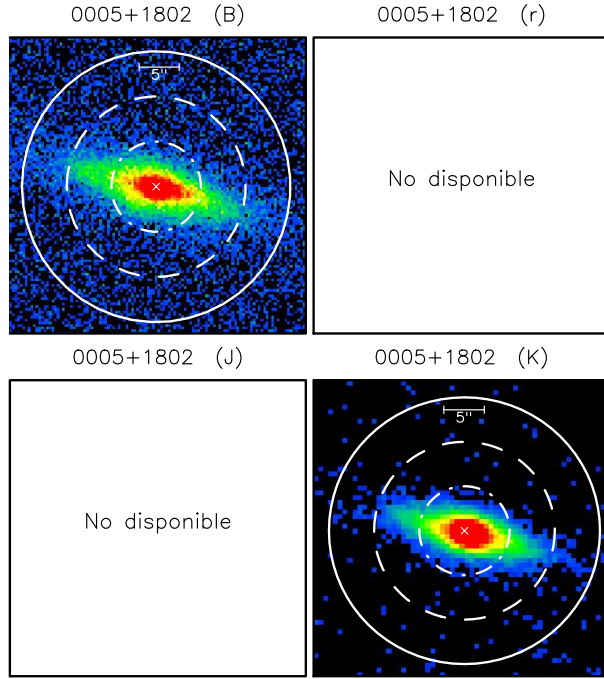 0005+1802 (B)
0005+1802 (r)
5"
No disponible
0005+1802 (J)
0005+1802 (K)
No disponible
5"